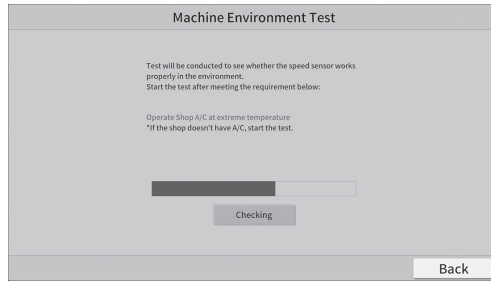 Machine Environment Test
Test will be conducted to see whether the speed sensor works
properly in the environment.
Start the test after meeting the requirement below:
Operate Shop A/C at extreme temperature
*If the shop doesn't have A/C, start the test.
Checking
Back